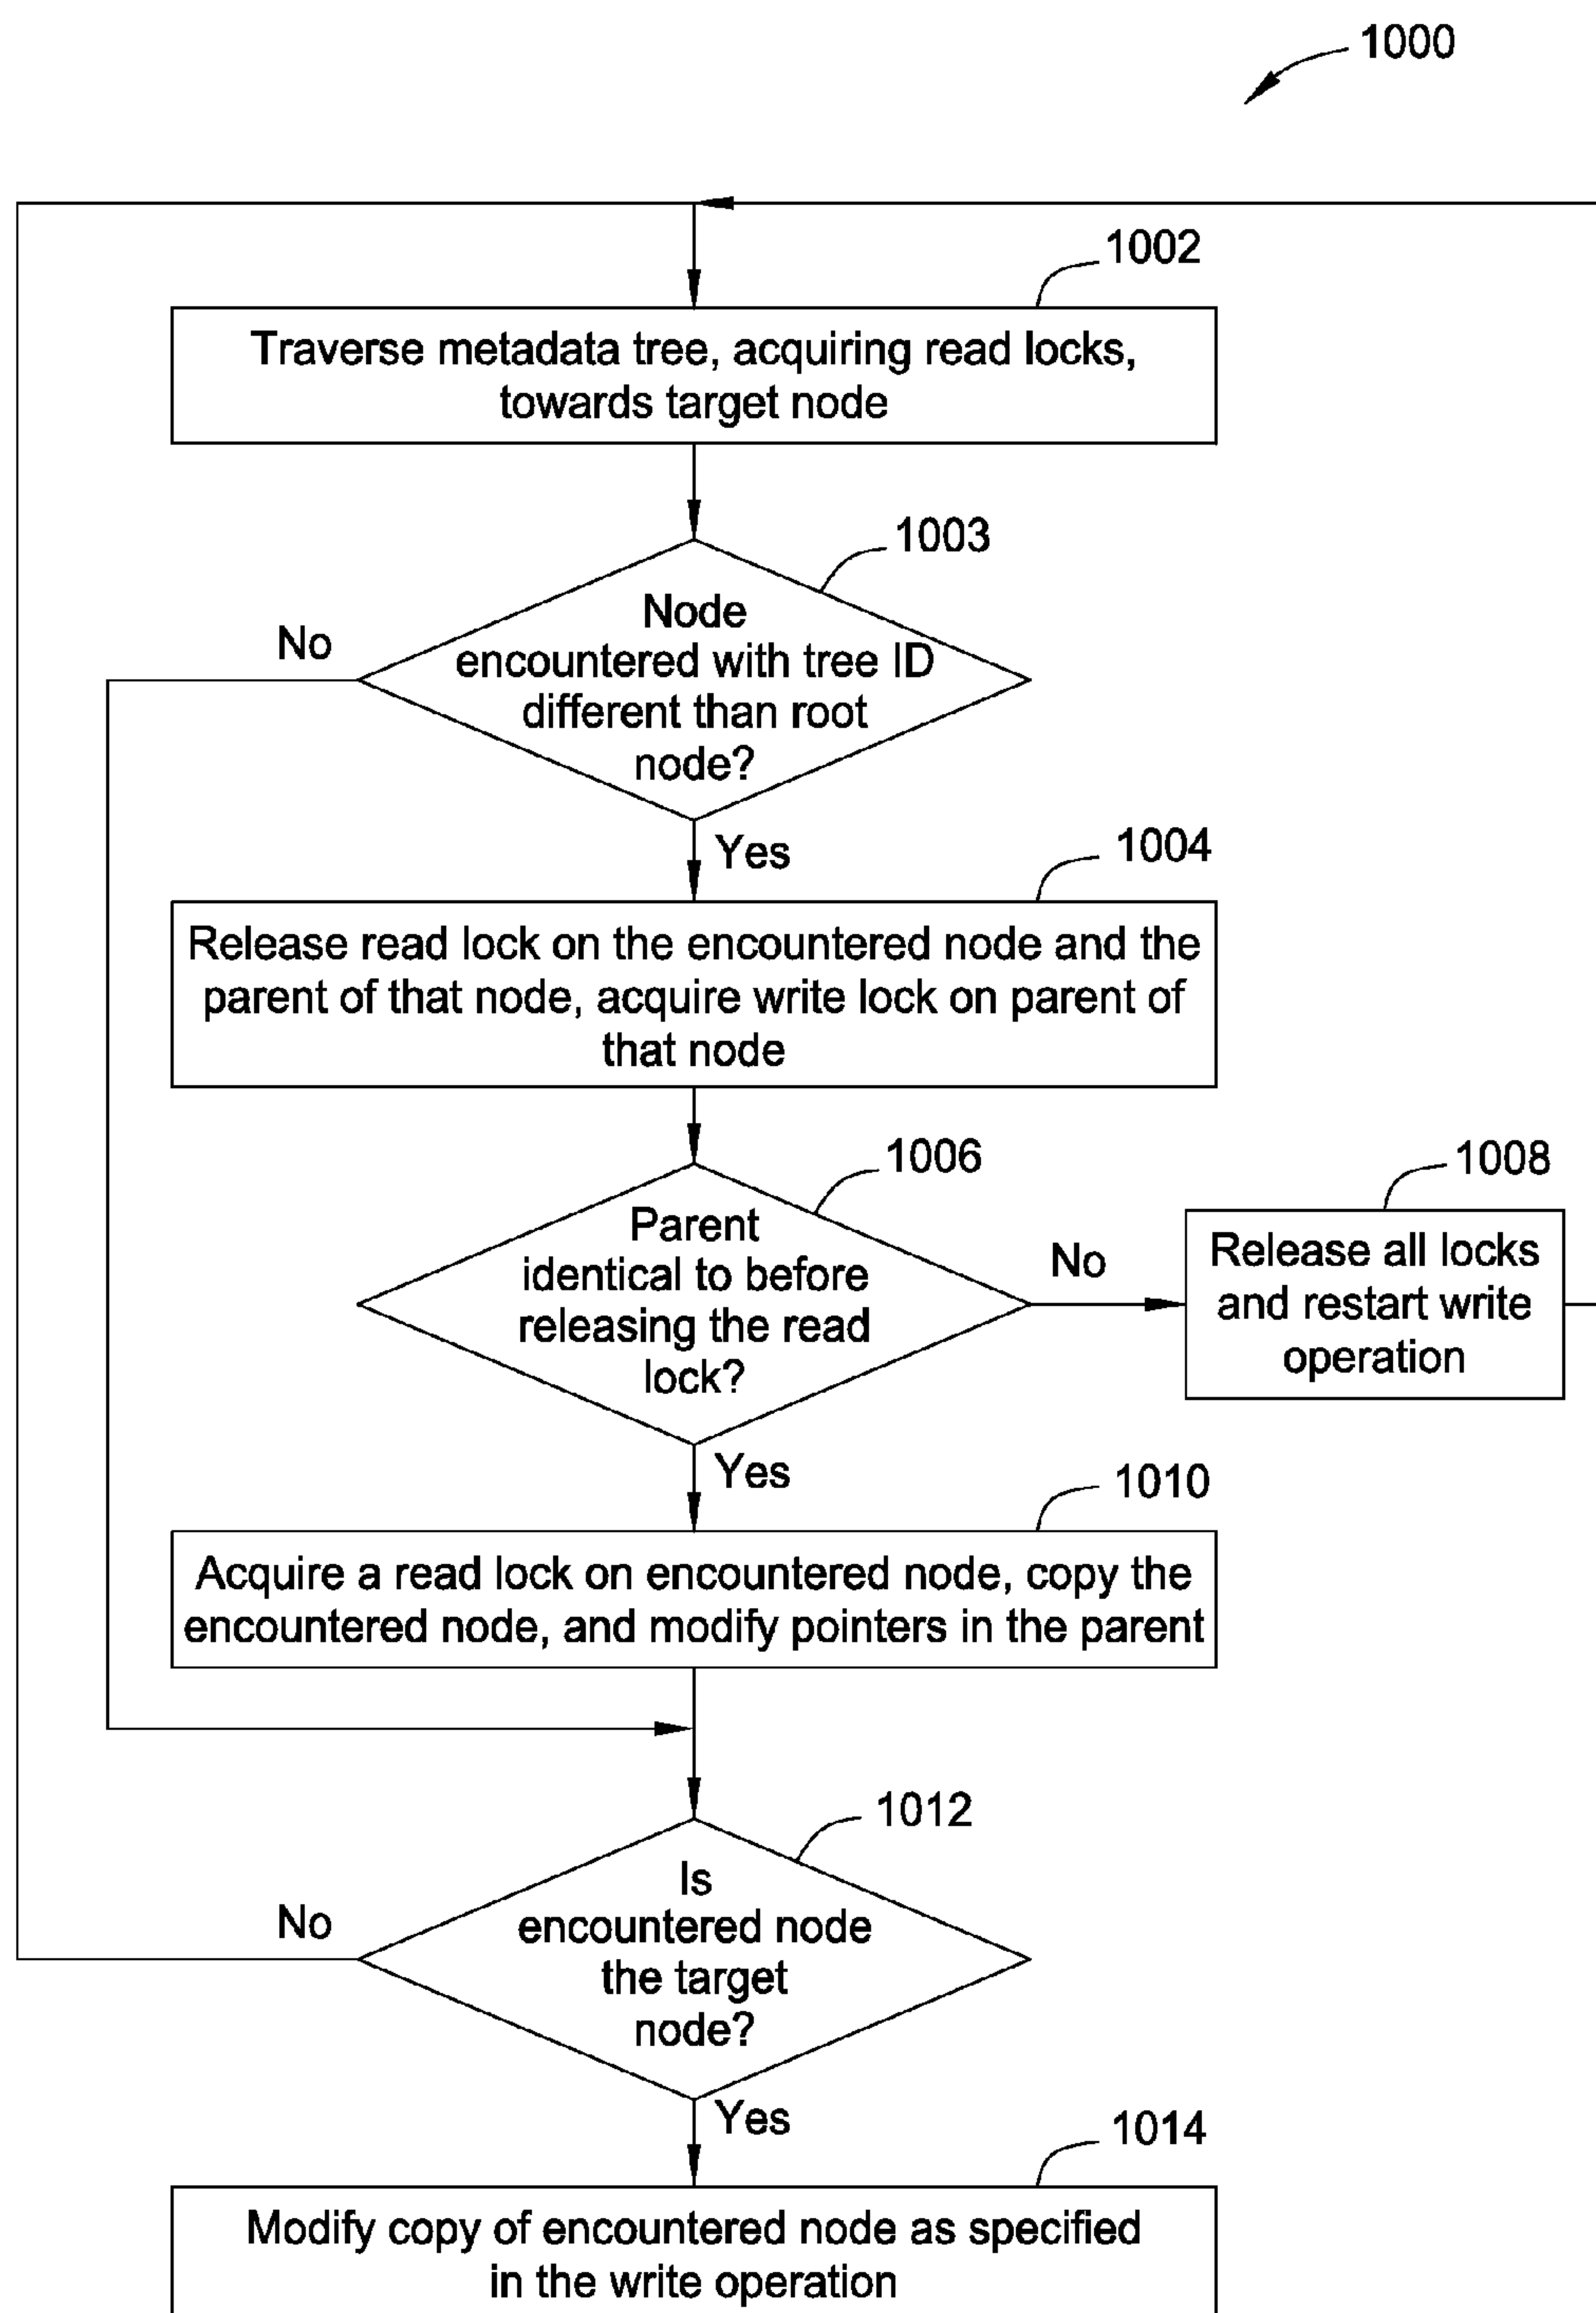 1000
1002
Traverse metadata tree, acquiring read locks,
towards target node
1003
Node
encountered with tree ID
different than root
node?
No
Yes
1004
Release read lock on the encountered node and the
parent of that node, acquire write lock on parent of
that node
1006
Parent
identical to before
releasing the read
lock?
No
1008
Release all locks
and restart write
operation
Yes
1010
Acquire a read lock on encountered node, copy the
encountered node, and modify pointers in the parent
1012
Is
encountered node
the target
node?
No
Yes
1014
Modify copy of encountered node as specified
in the write operation